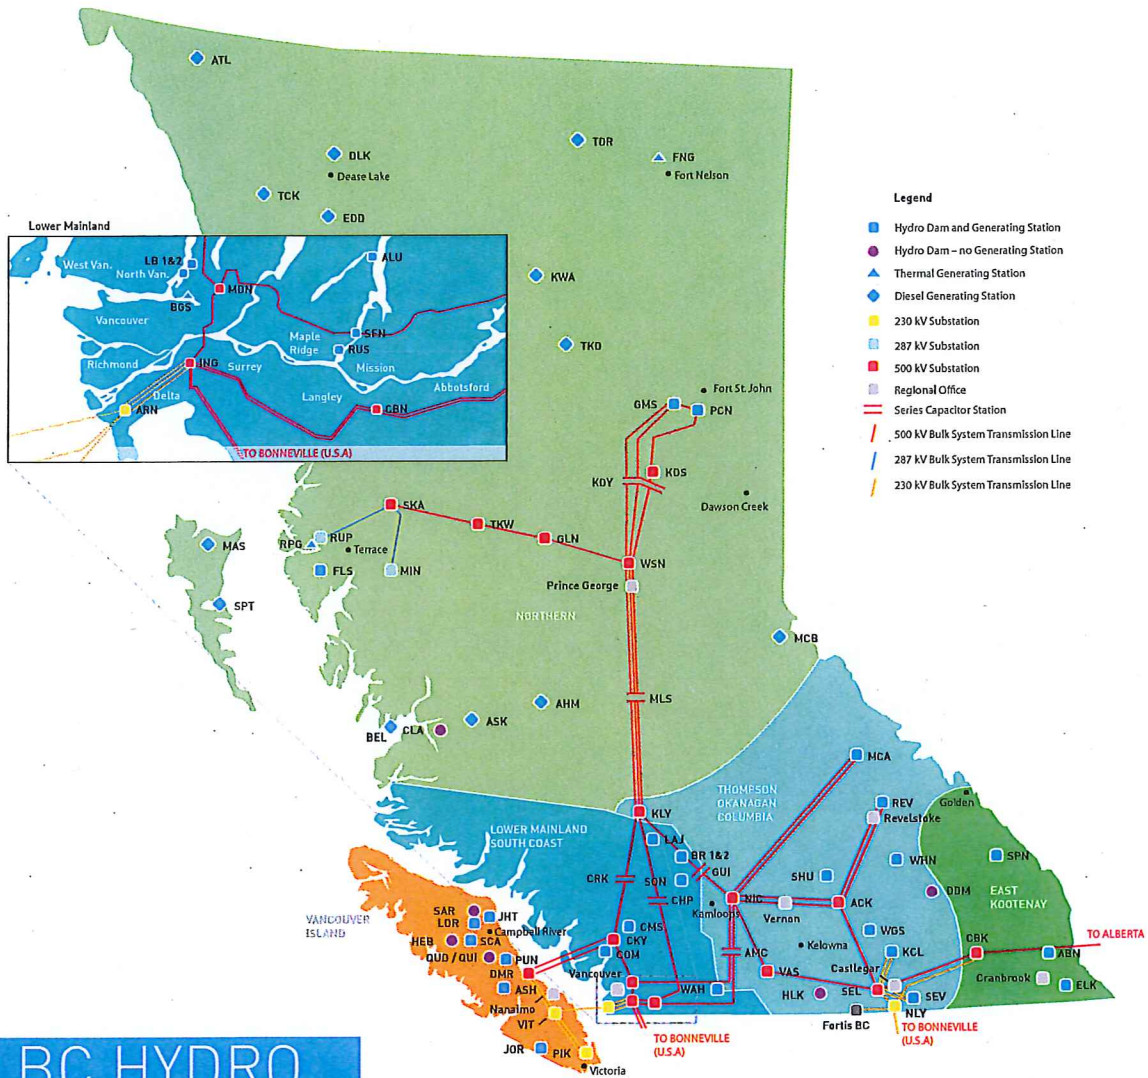 ATL
TOR
FNG
Fort Nelson
DLK
Dease Lake
TCK
EDD
KWA
TKD
Legend
Hydro Dam and Generating Station
Hydro Dam – no Generating Station
Thermal Generating Station
Diesel Generating Station
230 kV Substation
287 kV Substation
500 kV Substation
Regional Office
Series Capacitor Station
500 kV Bulk System Transmission Line
287 kV Bulk System Transmission Line
230 kV Bulk System Transmission Line
Lower Mainland
West Van.
LB 1&2
North Van.
ALU
MDN
BGS
Vancouver
SFN
Maple
Ridge
RUS
Richmond
ING
Surrey
Mission
Delta
Langley
Abbotsford
ARN
CBN
TO BONNEVILLE (U.S.A)
Fort St. John
GMS
PCN
KDY
KDS
Dawson Creek
SKA
TKW
GLN
WSN
RUP
RPG
Terrace
FLS
MIN
Prince George
MAS
SPT
NORTHERN
MCB
MLS
AHM
ASK
BEL
CLA
MCA
THOMPSON
OKANAGAN
COLUMBIA
REV
Revelstoke
Golden
KLY
LOWER MAINLAND
SOUTH COAST
LAJ
BR 1&2
GUI
SON
CRK
CHP
SHU
WHN
SPN
DDM
EAST
KOOTENAY
NIC
Kamloops
Vernon
ACK
VANCOUVER
ISLAND
SAR
LDR
JHT
Campbell River
HEB
SCA
QUD / QUI
PUN
DMR
ASH
CMS
CKY
COM
Vancouver
WAH
AMC
Kelowna
WGS
KCL
VAS
Castlegar
CBK
TO ALBERTA
ABN
Cranbrook
ELK
HLK
SEL
SEV
NLY
Fortis BC
TO BONNEVILLE
(U.S.A)
Nanaimo
VIT
JOR
PIK
Victoria
TO BONNEVILLE
(U.S.A)
BC HYDRO